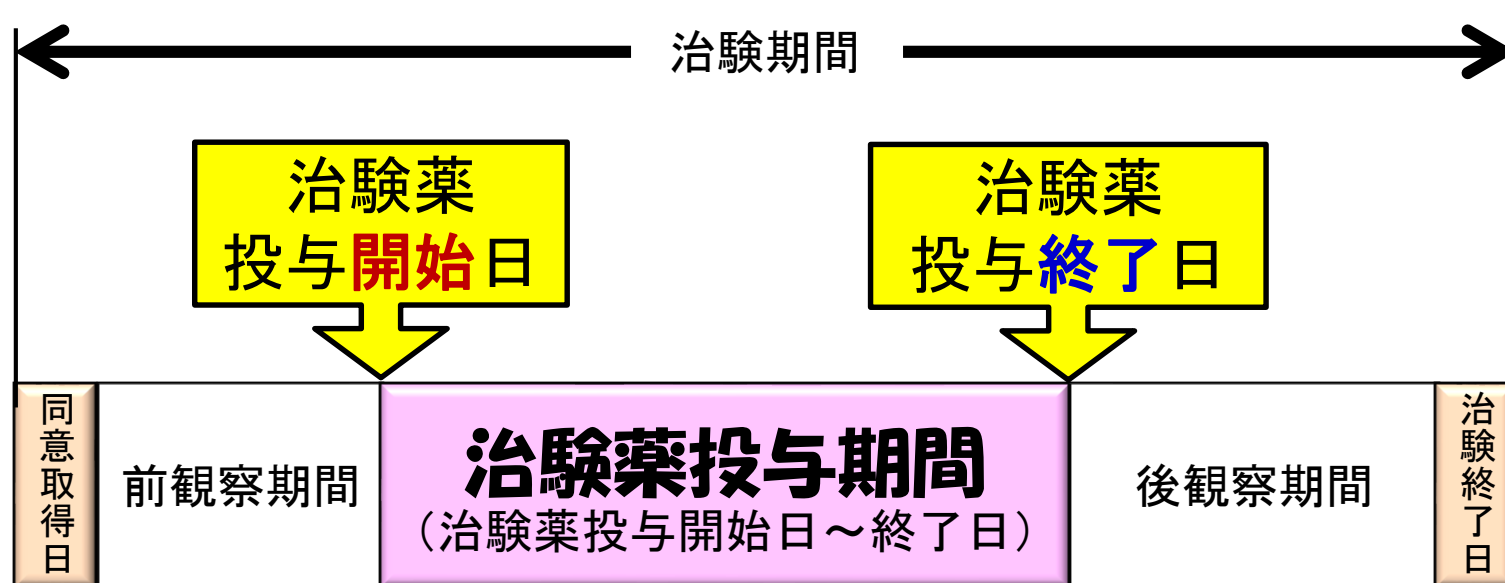 治験期間
治験薬
投与開始日
治験薬
投与終了日
同意取得日
前観察期間
治験薬投与期間
（治験薬投与開始日～終了日）
後観察期間
治験終了日